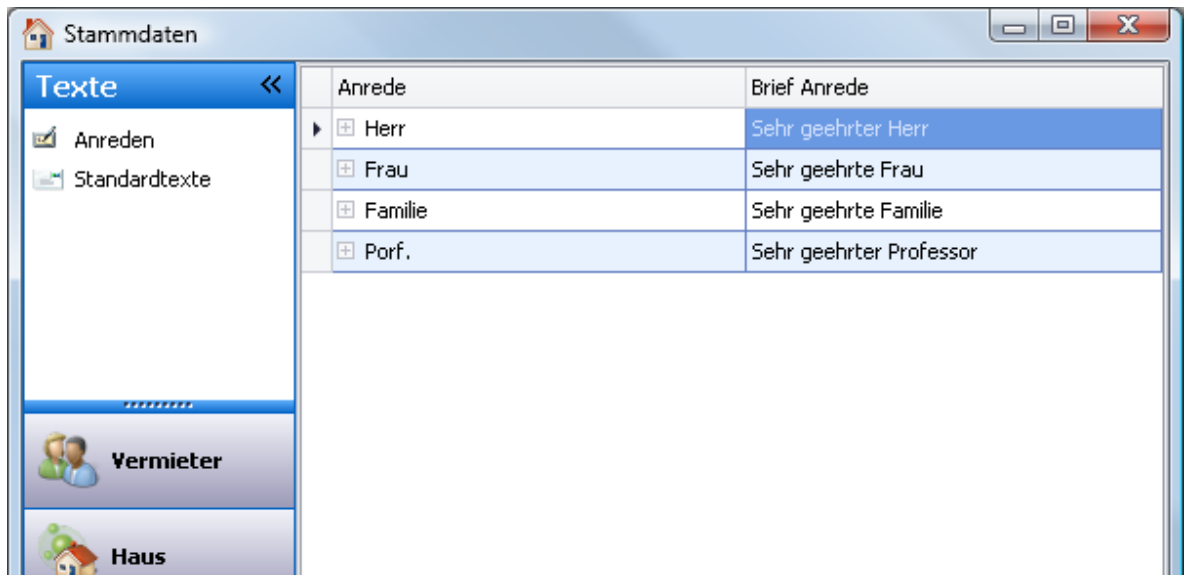 Stammdaten
Texte
Anreden
Standardtexte
Anrede Brief Anrede
Herr Sehr geehrter Herr
Frau Sehr geehrte Frau
Familie Sehr geehrte Familie
Porf. Sehr geehrter Professor
Vermieter
Haus